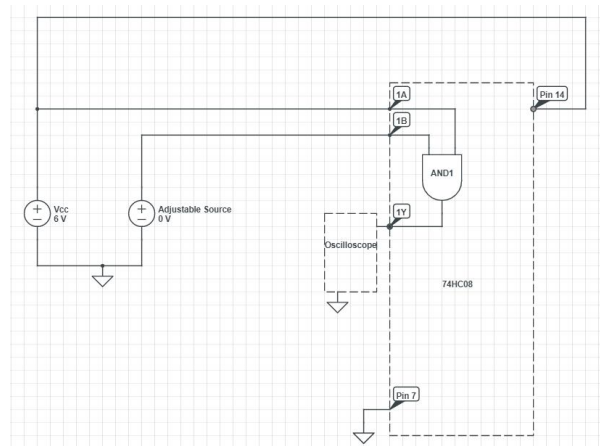 1A
Pin 14
1B
AND1
+
Vcc
6 V
+
Adjustable Source
0 V
1Y
Oscilloscope
74HC08
Pin 7